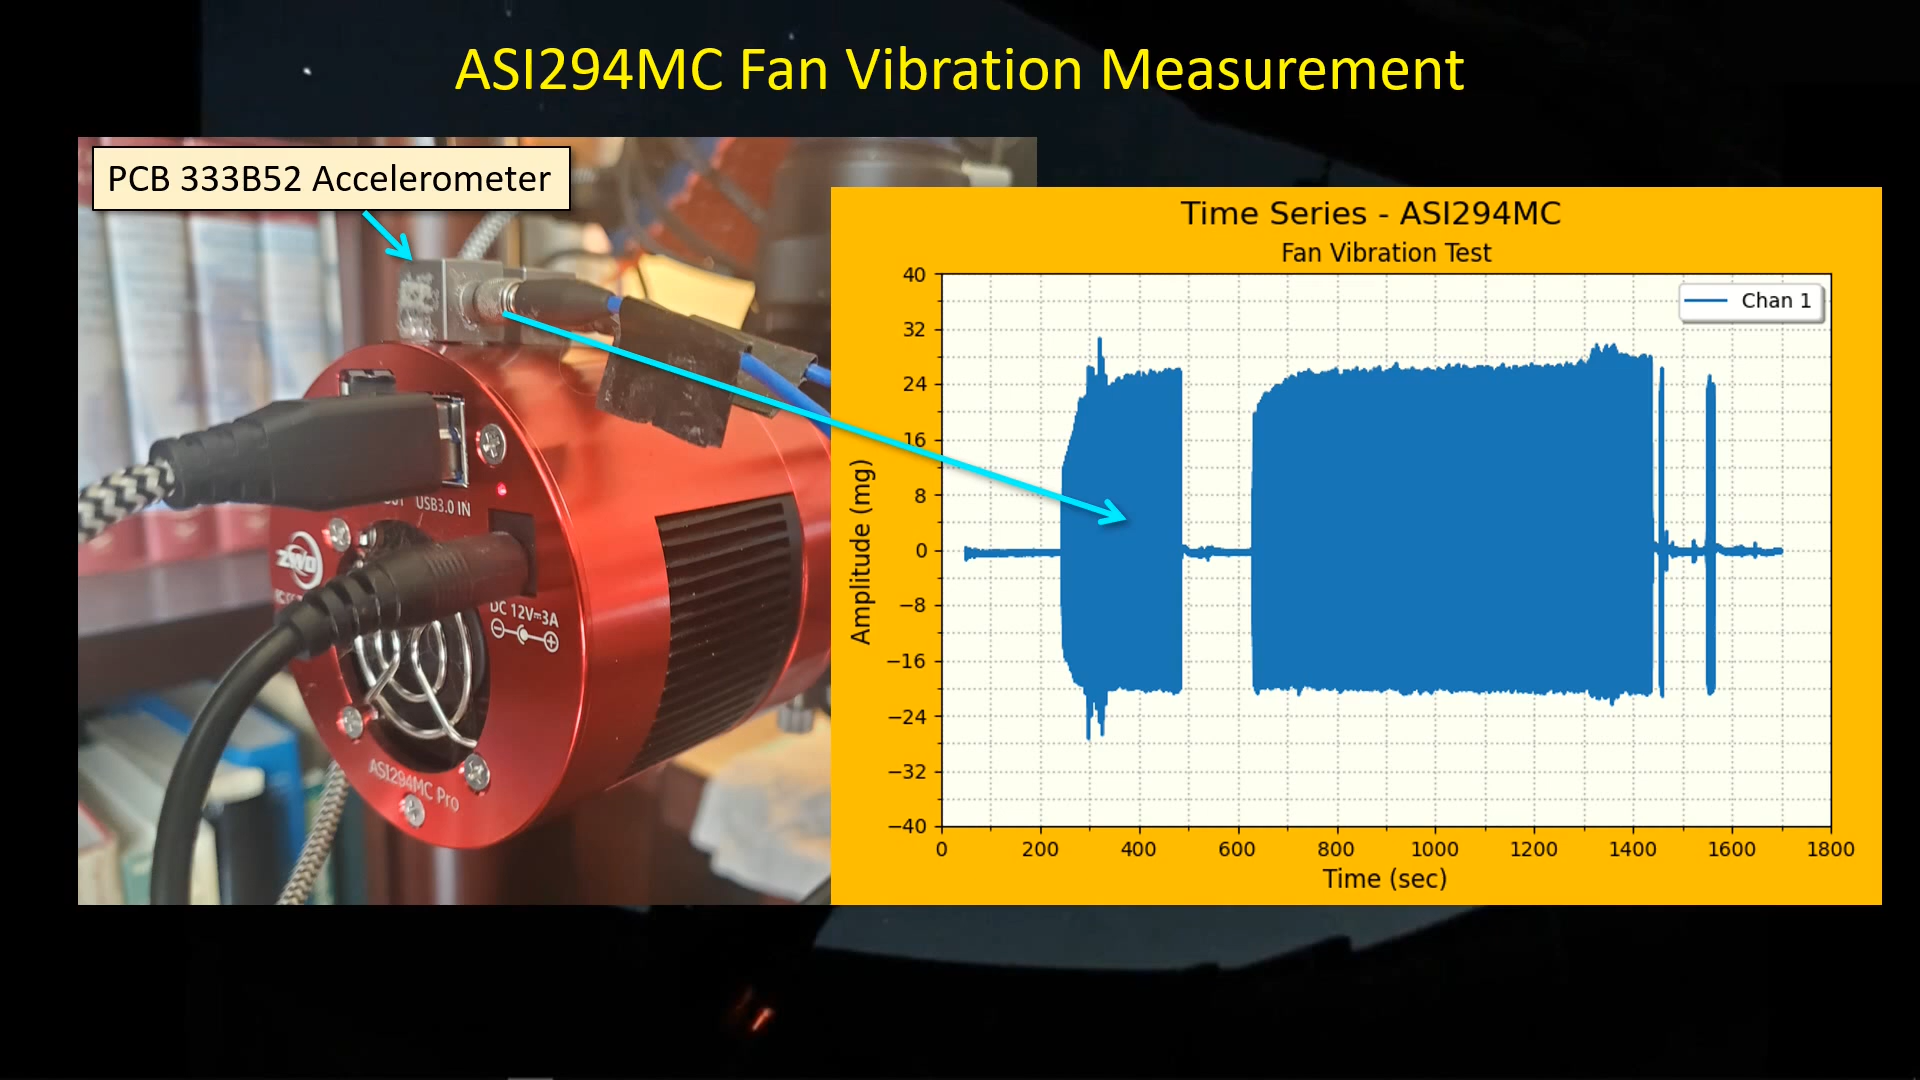 ASI294MC Fan Vibration Measurement
PCB 333B52 Accelerometer
USB3.0 IN
ZWO
DC 12V⎓3A
ASI294MC Pro
Time Series - ASI294MC
Fan Vibration Test
Chan 1
40
32
24
16
8
0
−8
−16
−24
−32
−40
Amplitude (mg)
0 200 400 600 800 1000 1200 1400 1600 1800
Time (sec)